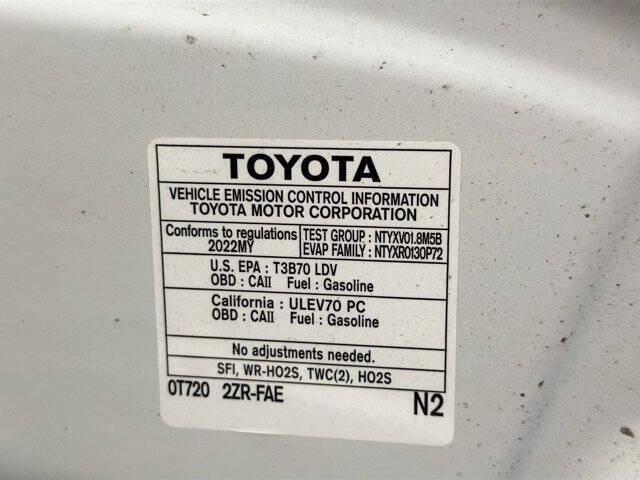 TOYOTA
VEHICLE EMISSION CONTROL INFORMATION
TOYOTA MOTOR CORPORATION
Conforms to regulations
2022MY
TEST GROUP : NTYXV01.8M5B
EVAP FAMILY : NTYXR0130P72
U.S. EPA : T3B70 LDV
OBD : CAII Fuel : Gasoline
California : ULEV70 PC
OBD : CAII Fuel : Gasoline
No adjustments needed.
SFI, WR-HO2S, TWC(2), HO2S
0T720 2ZR-FAE N2